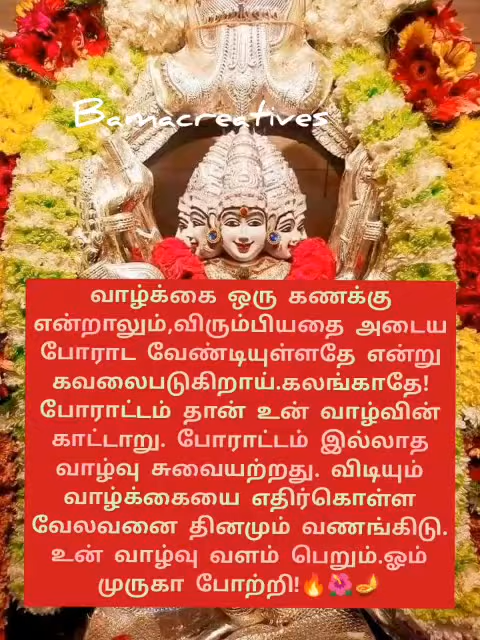 Bamacreatives
வாழ்க்கை ஒரு கணக்கு
என்றாலும்,விரும்பியதை அடைய
போராட வேண்டியுள்ளதே என்று
கவலைபடுகிறாய்.கலங்காதே!
போராட்டம் தான் உன் வாழ்வின்
காட்டாறு. போராட்டம் இல்லாத
வாழ்வு சுவையற்றது. விடியும்
வாழ்க்கையை எதிர்கொள்ள
வேலவனை தினமும் வணங்கிடு.
உன் வாழ்வு வளம் பெறும்.ஓம்
முருகா போற்றி!🔥🌺🪔